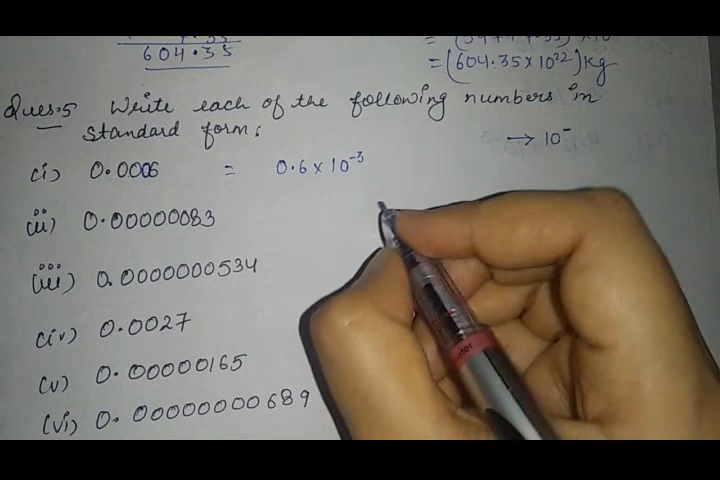 604.35
= (604.35 x 10²²) kg
Ques:5 Write each of the following numbers in
standard form:
→ 10⁻
(i) 0.0006 = 0.6 x 10⁻³
(ii) 0.00000083
(iii) 0.0000000534
(iv) 0.0027
(v) 0.00000165
(vi) 0.00000000689